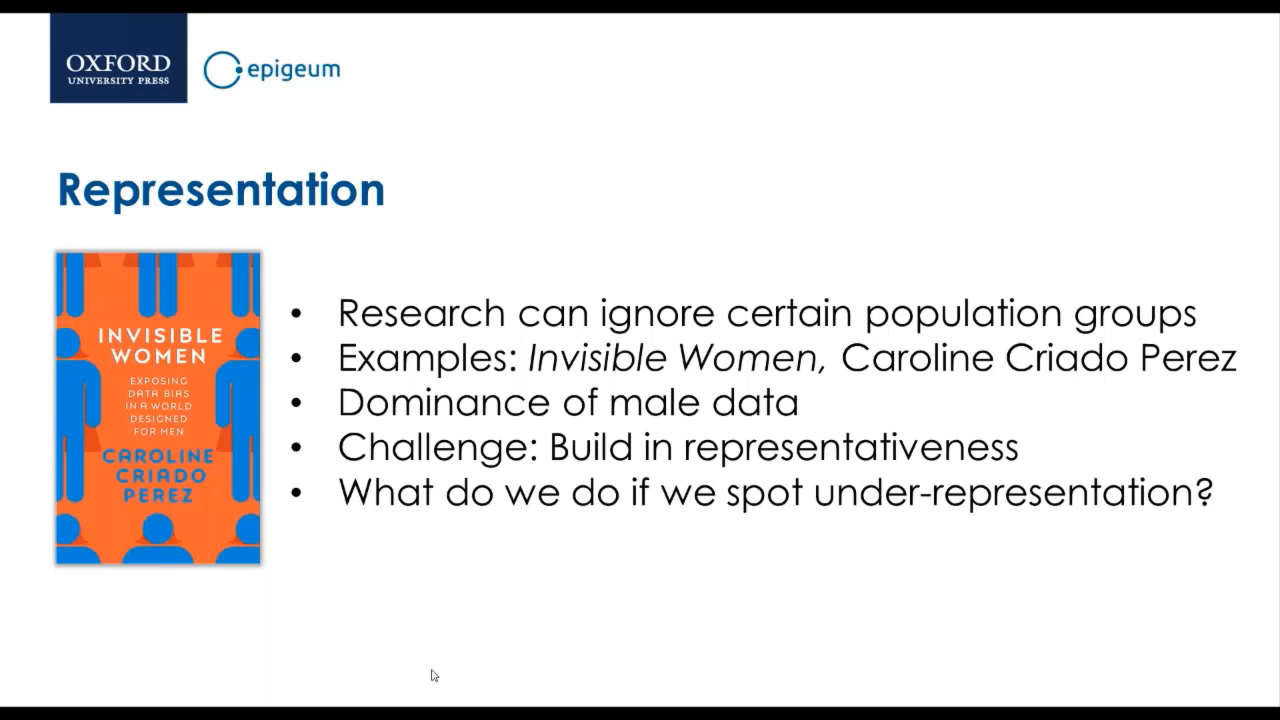 OXFORD
UNIVERSITY PRESS
epigeum
Representation
INVISIBLE
WOMEN
EXPOSING
DATA BIAS
IN A WORLD
DESIGNED
FOR MEN
CAROLINE
CRIADO
PEREZ
• Research can ignore certain population groups
• Examples: Invisible Women, Caroline Criado Perez
• Dominance of male data
• Challenge: Build in representativeness
• What do we do if we spot under-representation?